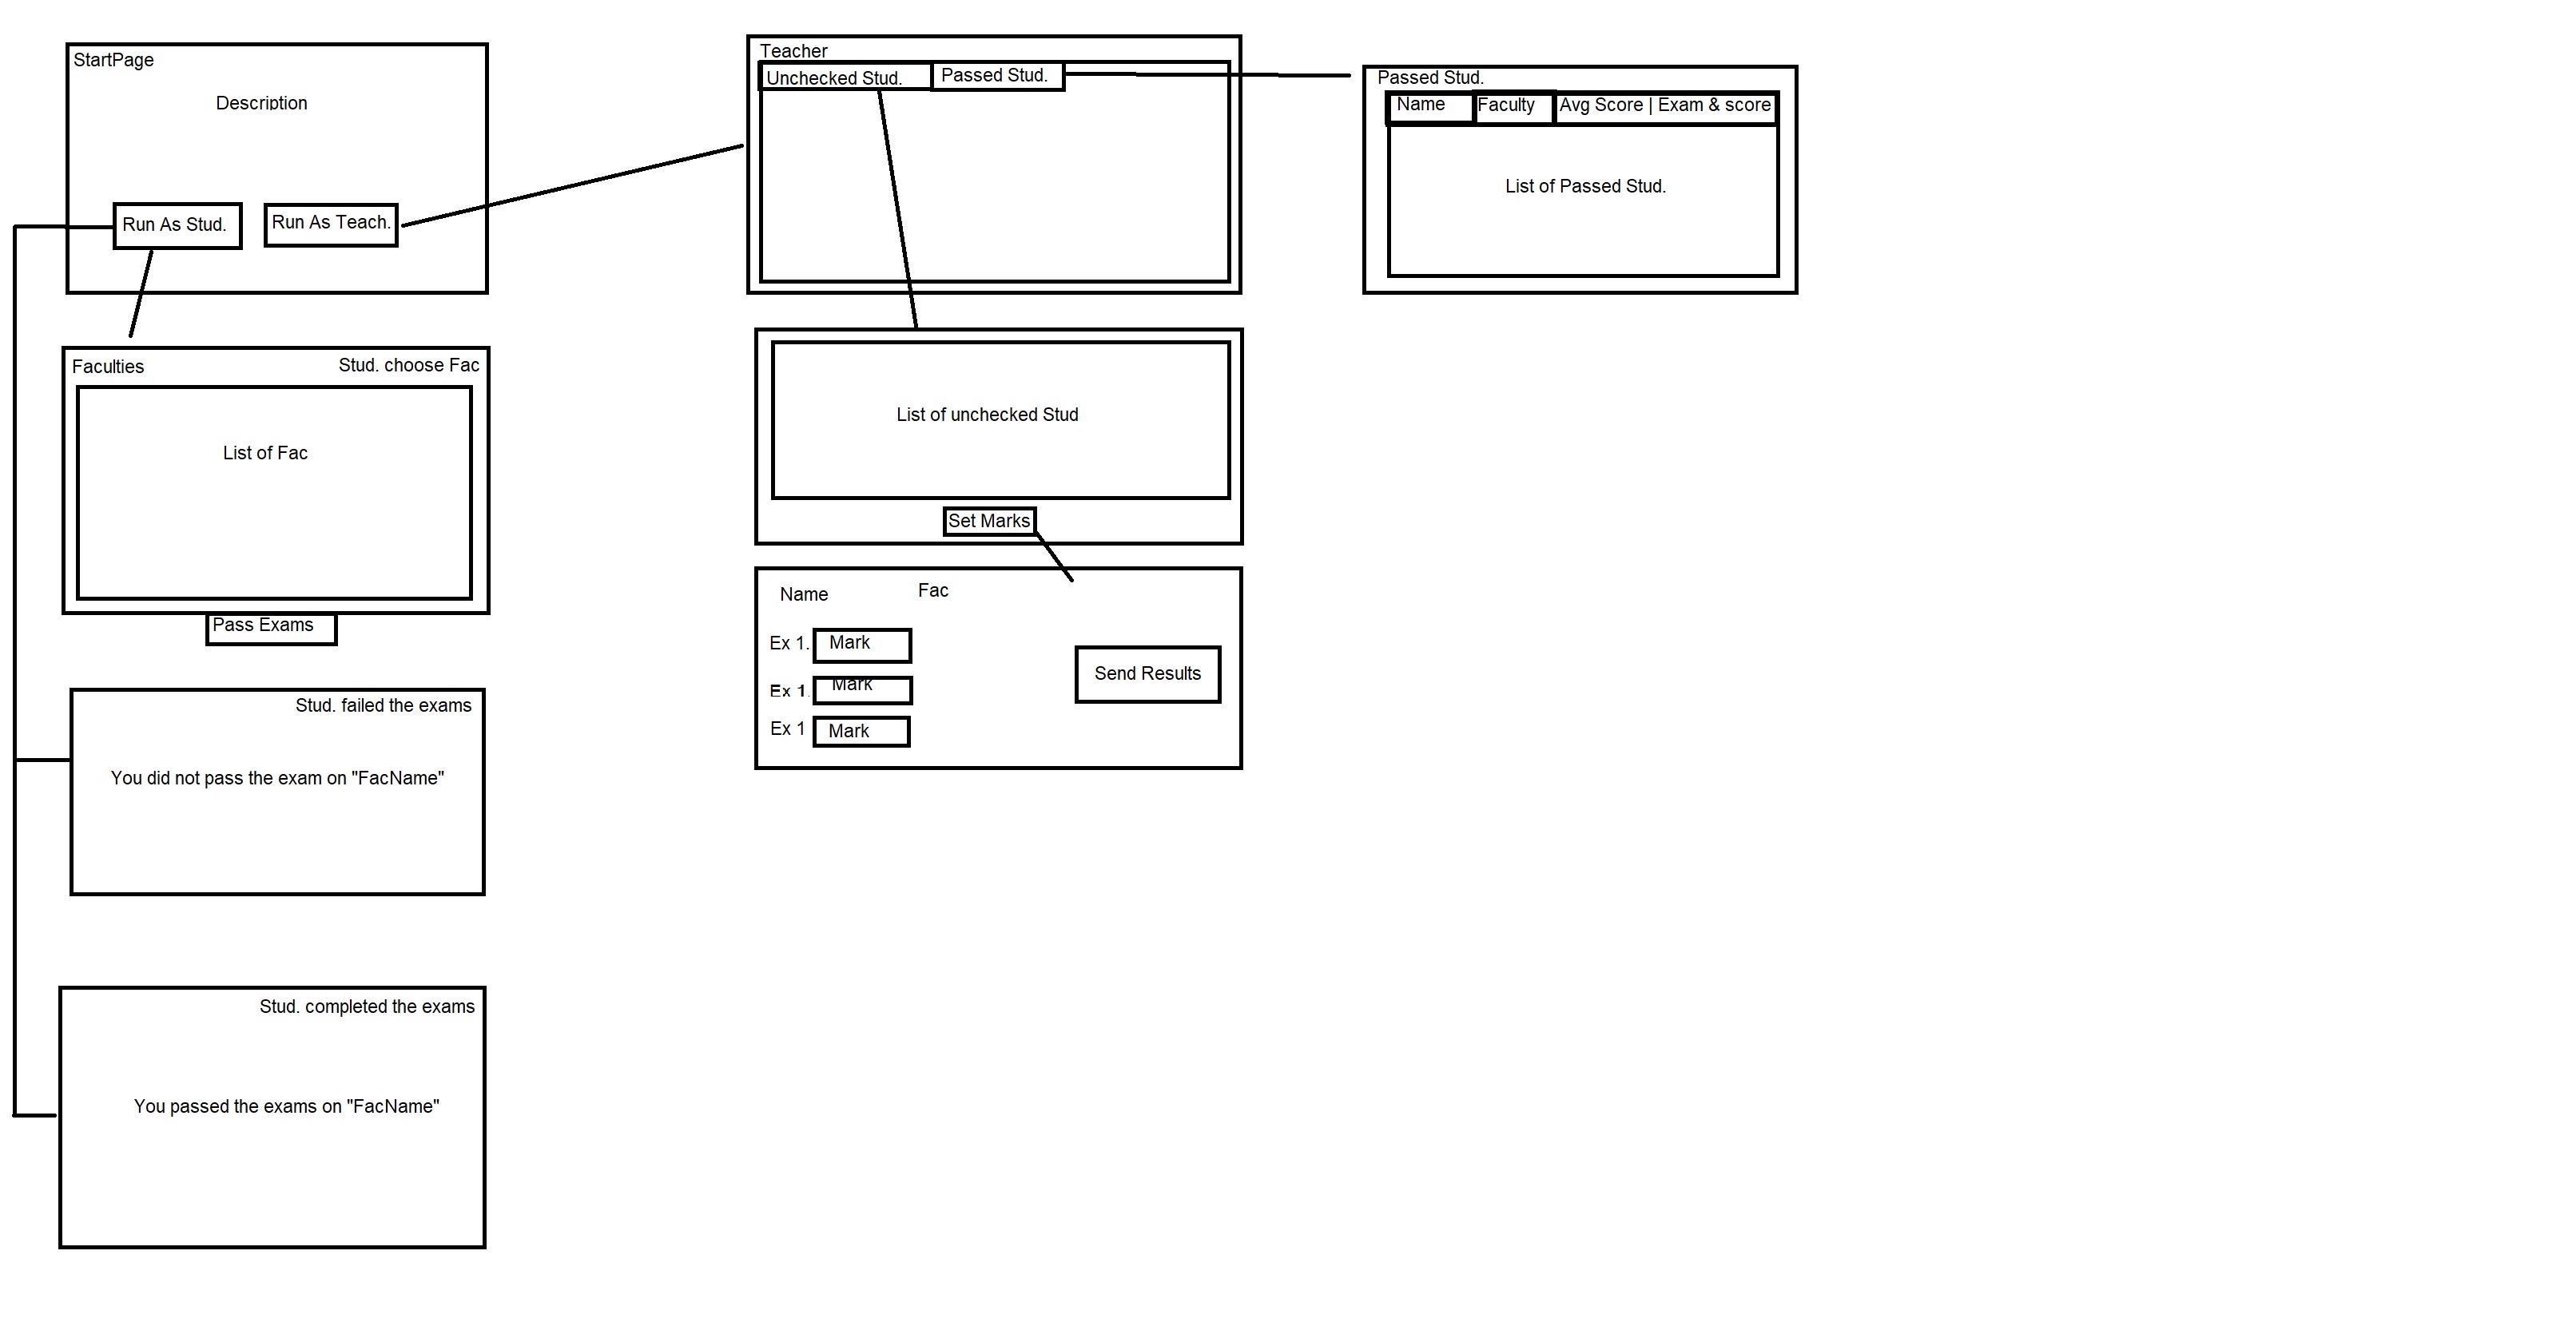 StartPage
Description
Run As Stud.
Run As Teach.
Faculties
Stud. choose Fac
List of Fac
Pass Exams
Stud. failed the exams
You did not pass the exam on "FacName"
Stud. completed the exams
You passed the exams on "FacName"
Teacher
Unchecked Stud.
Passed Stud.
List of unchecked Stud
Set Marks
Name
Fac
Ex 1.
Mark
Ex 1.
Mark
Ex 1
Mark
Send Results
Passed Stud.
Name
Faculty
Avg Score | Exam & score
List of Passed Stud.